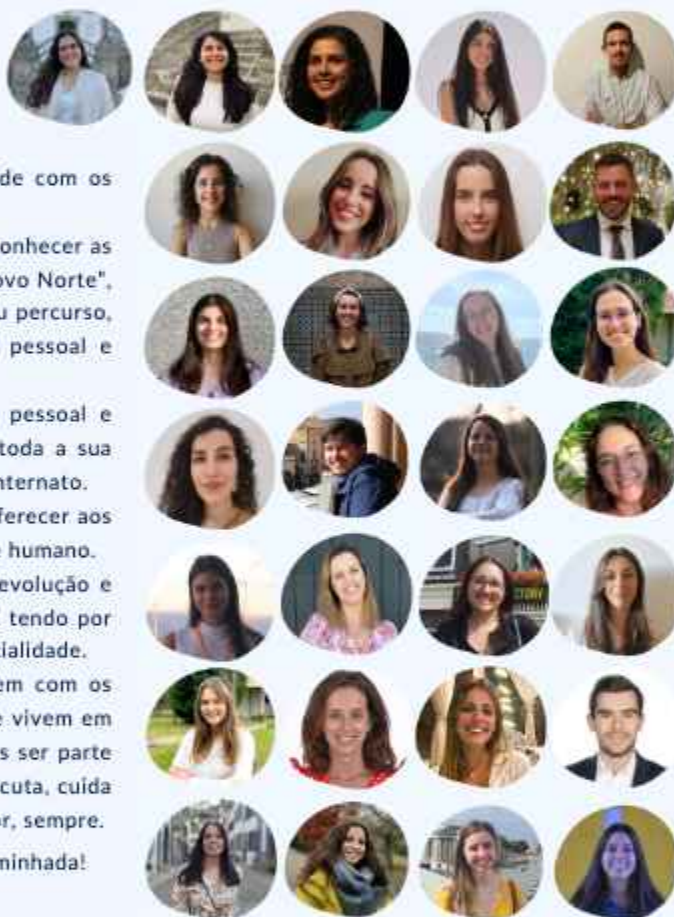 de com os
onhecer as
ovo Norte",
u percurso,
pessoal e
pessoal e
toda a sua
nternato.
ferecer aos
e humano.
evolução e
tendo por
ialidade.
em com os
e vivem em
s ser parte
cuta, cuida
or, sempre.
minhada!